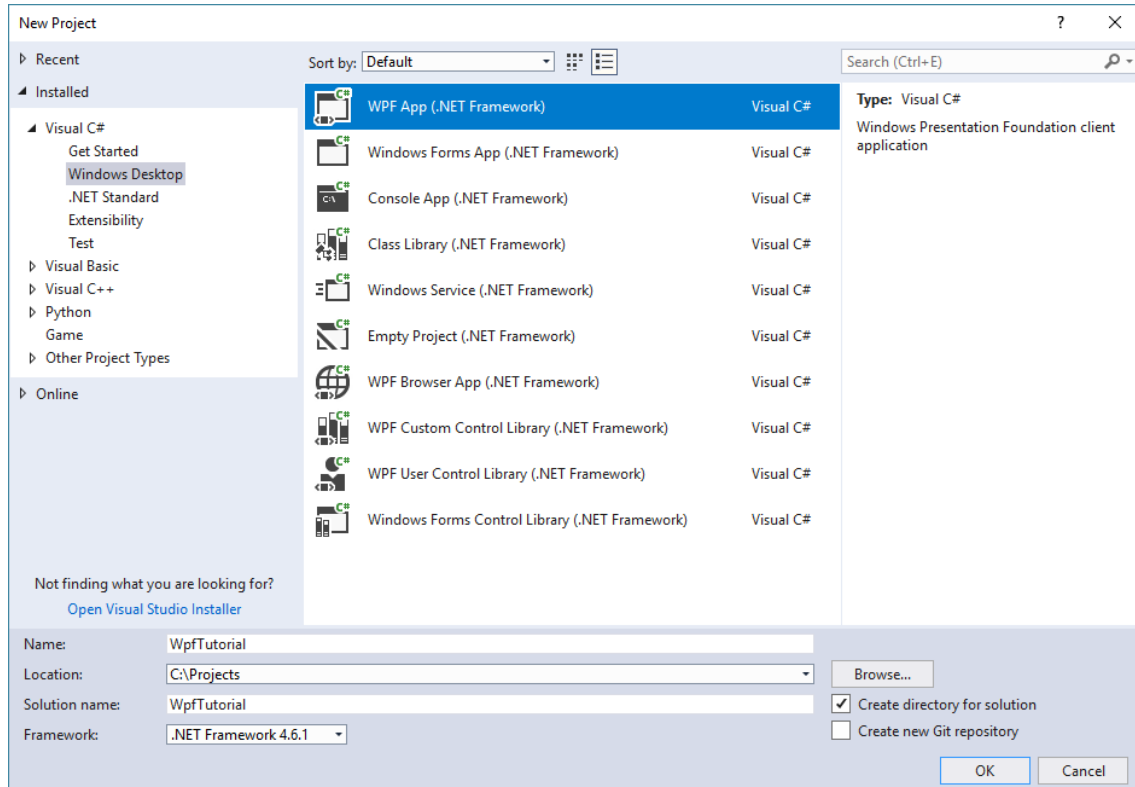 New Project
?
Recent
Installed
Visual C#
Get Started
Windows Desktop
.NET Standard
Extensibility
Test
Visual Basic
Visual C++
Python
Game
Other Project Types
Online
Not finding what you are looking for?
Open Visual Studio Installer
Sort by: Default
C# WPF App (.NET Framework) Visual C#
C# Windows Forms App (.NET Framework) Visual C#
C# Console App (.NET Framework) Visual C#
C# Class Library (.NET Framework) Visual C#
C# Windows Service (.NET Framework) Visual C#
C# Empty Project (.NET Framework) Visual C#
C# WPF Browser App (.NET Framework) Visual C#
C# WPF Custom Control Library (.NET Framework) Visual C#
C# WPF User Control Library (.NET Framework) Visual C#
C# Windows Forms Control Library (.NET Framework) Visual C#
Search (Ctrl+E)
Type: Visual C#
Windows Presentation Foundation client
application
Name: WpfTutorial
Location: C:\Projects Browse...
Solution name: WpfTutorial Create directory for solution
Framework: .NET Framework 4.6.1 Create new Git repository
OK Cancel